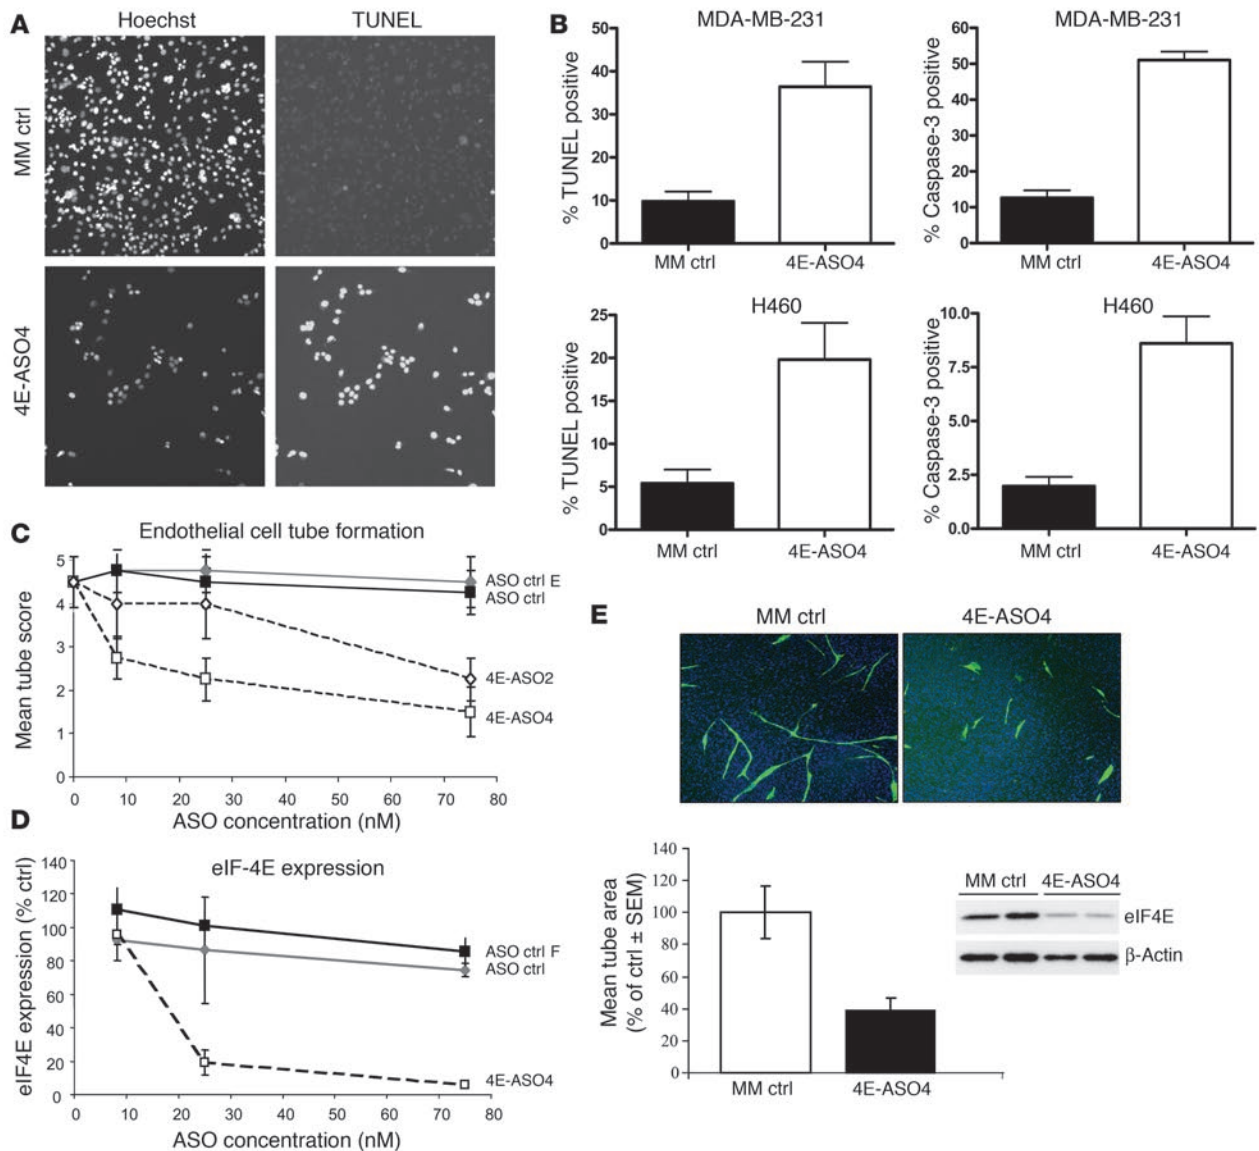 A
Hoechst
TUNEL
MM ctrl
4E-ASO4
B
MDA-MB-231
% TUNEL positive
50
40
30
20
10
0
MM ctrl
4E-ASO4
MDA-MB-231
% Caspase-3 positive
60
50
40
30
20
10
0
MM ctrl
4E-ASO4
H460
% TUNEL positive
25
20
15
10
5
0
MM ctrl
4E-ASO4
H460
% Caspase-3 positive
10.0
7.5
5.0
2.5
0.0
MM ctrl
4E-ASO4
C
Endothelial cell tube formation
Mean tube score
5
4
3
2
1
0
0 10 20 30 40 50 60 70 80
ASO concentration (nM)
ASO ctrl E
ASO ctrl
4E-ASO2
4E-ASO4
D
eIF-4E expression
eIF4E expression (% ctrl)
140
120
100
80
60
40
20
0
0 10 20 30 40 50 60 70 80
ASO concentration (nM)
ASO ctrl F
ASO ctrl
4E-ASO4
E
MM ctrl
4E-ASO4
Mean tube area
(% of ctrl ± SEM)
140
120
100
80
60
40
20
0
MM ctrl
4E-ASO4
MM ctrl 4E-ASO4
eIF4E
β-Actin